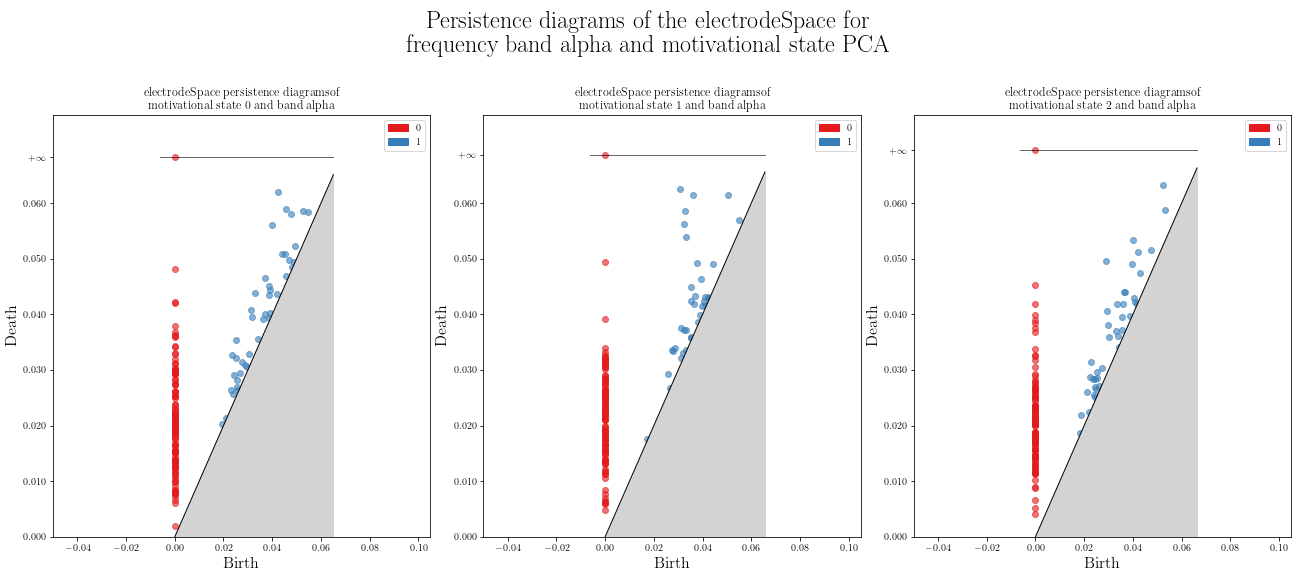 Persistence diagrams of the electrodeSpace for
frequency band alpha and motivational state PCA
electrodeSpace persistence diagramsof
motivational state 0 and band alpha
0
1
+∞
0.060
0.050
0.040
0.030
0.020
0.010
0.000
Death
−0.04 −0.02 0.00 0.02 0.04 0.06 0.08 0.10
Birth
electrodeSpace persistence diagramsof
motivational state 1 and band alpha
0
1
+∞
0.060
0.050
0.040
0.030
0.020
0.010
0.000
Death
−0.04 −0.02 0.00 0.02 0.04 0.06 0.08 0.10
Birth
electrodeSpace persistence diagramsof
motivational state 2 and band alpha
0
1
+∞
0.060
0.050
0.040
0.030
0.020
0.010
0.000
Death
−0.04 −0.02 0.00 0.02 0.04 0.06 0.08 0.10
Birth